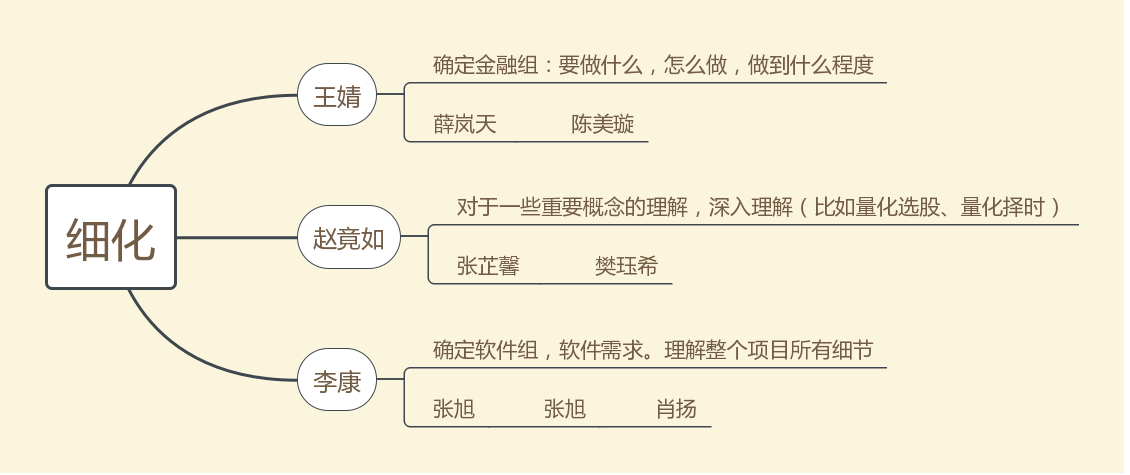 细化
王婧
确定金融组：要做什么，怎么做，做到什么程度
薛岚天 陈美璇
赵竟如
对于一些重要概念的理解，深入理解（比如量化选股、量化择时）
张芷馨 樊珏希
李康
确定软件组，软件需求。理解整个项目所有细节
张旭 张旭 肖扬